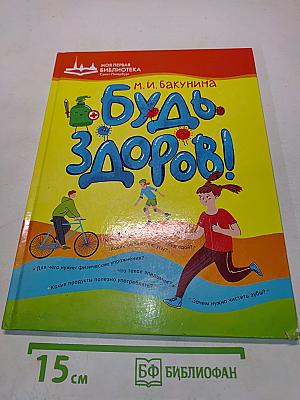 МОЯ ПЕРВАЯ
БИБЛИОТЕКА
Санкт-Петербург
М. И. БАКУНИНА
БУДЬ
ЗДОРОВ!
- Для чего нужны физические упражнения?
- Что такое эпидемия? -
- Какие продукты полезно употреблять? -
- Зачем нужно чистить зубы? -
15 см
БФ БИБЛИОФАН